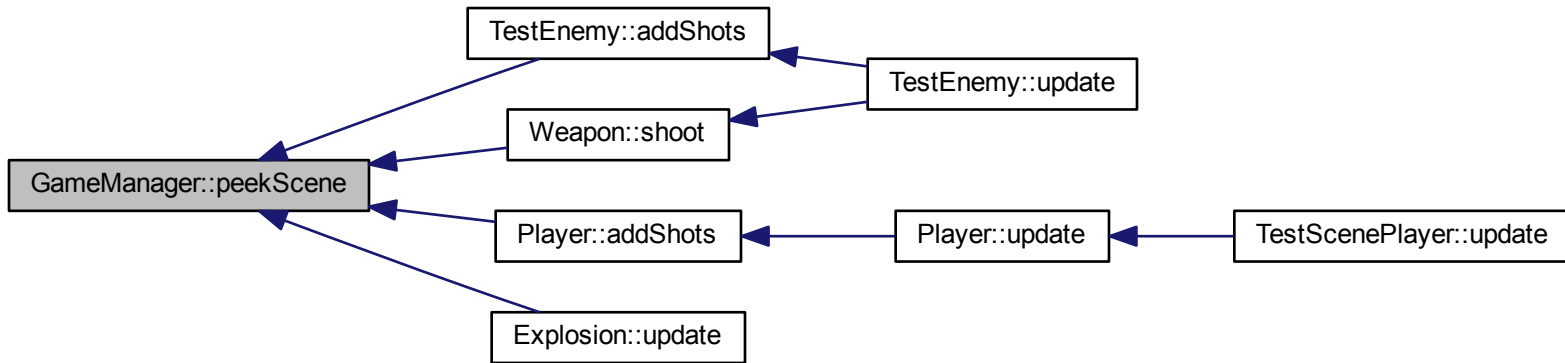 TestEnemy::addShots
TestEnemy::update
Weapon::shoot
GameManager::peekScene
Player::addShots
Player::update
TestScenePlayer::update
Explosion::update